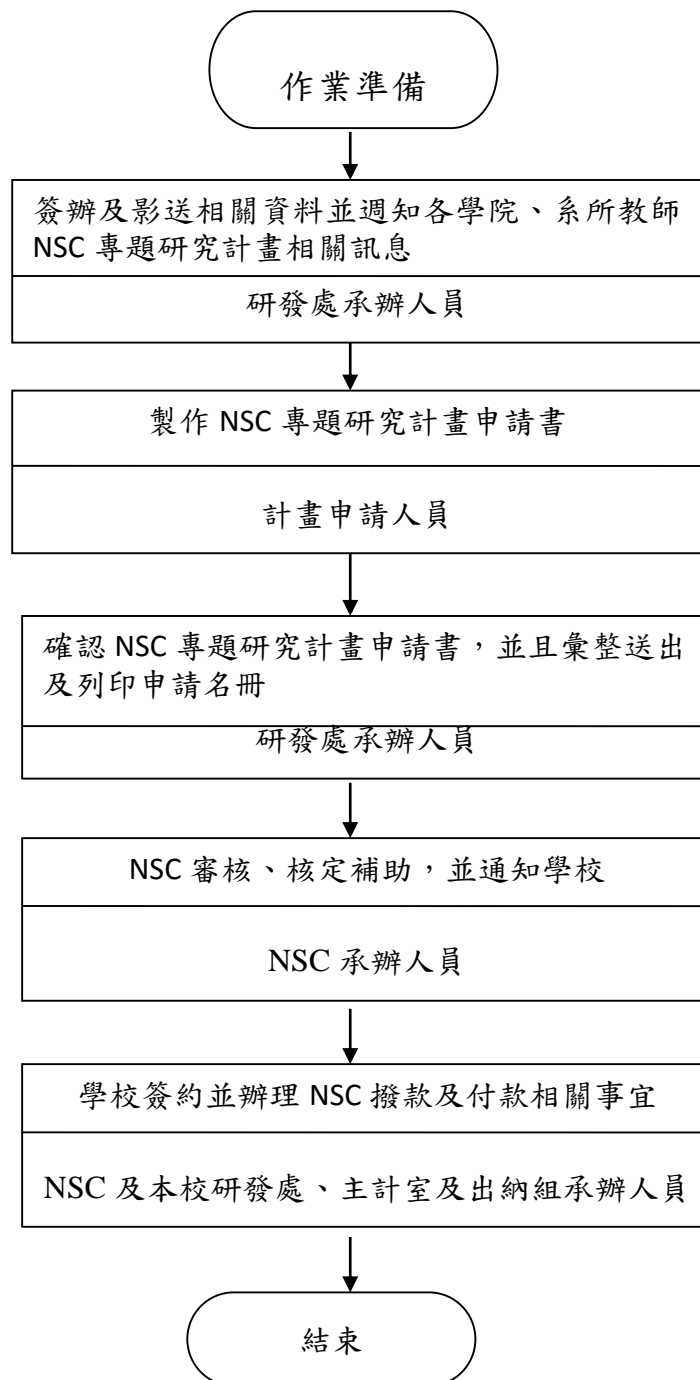 作業準備
簽辦及影送相關資料並週知各學院、系所教師
NSC 專題研究計畫相關訊息
研發處承辦人員
製作 NSC 專題研究計畫申請書
計畫申請人員
確認 NSC 專題研究計畫申請書，並且彙整送出
及列印申請名冊
研發處承辦人員
NSC 審核、核定補助，並通知學校
NSC 承辦人員
學校簽約並辦理 NSC 撥款及付款相關事宜
NSC 及本校研發處、主計室及出納組承辦人員
結束